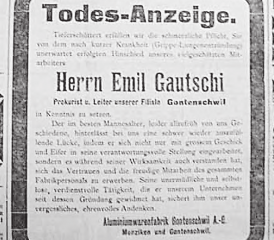 Todes-Anzeige.
Tieferschüttert erfüllen wir die schmerzliche Pflicht, Sie
von dem nach kurzer Krankheit (Grippe-Lungenentzündung)
unerwartet erfolgten Hinschied unseres vielgeschätzten Mit-
arbeiters
Herrn Emil Gautschi
Prokurist u. Leiter unserer Filiale Gontenschwil
in Kenntnis zu setzen.
Der im besten Mannesalter, leider allzufrüh von uns Ge-
schiedene, hinterlässt bei uns eine schwer wieder auszufül-
lende Lücke, indem er sich nicht nur mit grossem Geschick
und Eifer in seine verantwortungsvolle Stellung eingearbeitet,
sondern es während seiner Wirksamkeit auch verstanden hat,
sich das Vertrauen und die freudige Mitarbeit des gesammten
Fabrikpersonals zu erwerben. Seine unermüdliche und selbst-
lose, verdienstvolle Tätigkeit, die er unserem Unternehmen
seit dessen Gründung gewidmet hat, sichert ihm unser un-
vergessliches, ehrenvolles Andenken.
Aluminiumwarenfabrik Gontenschwil A.-G.
Menziken und Gontenschwil.